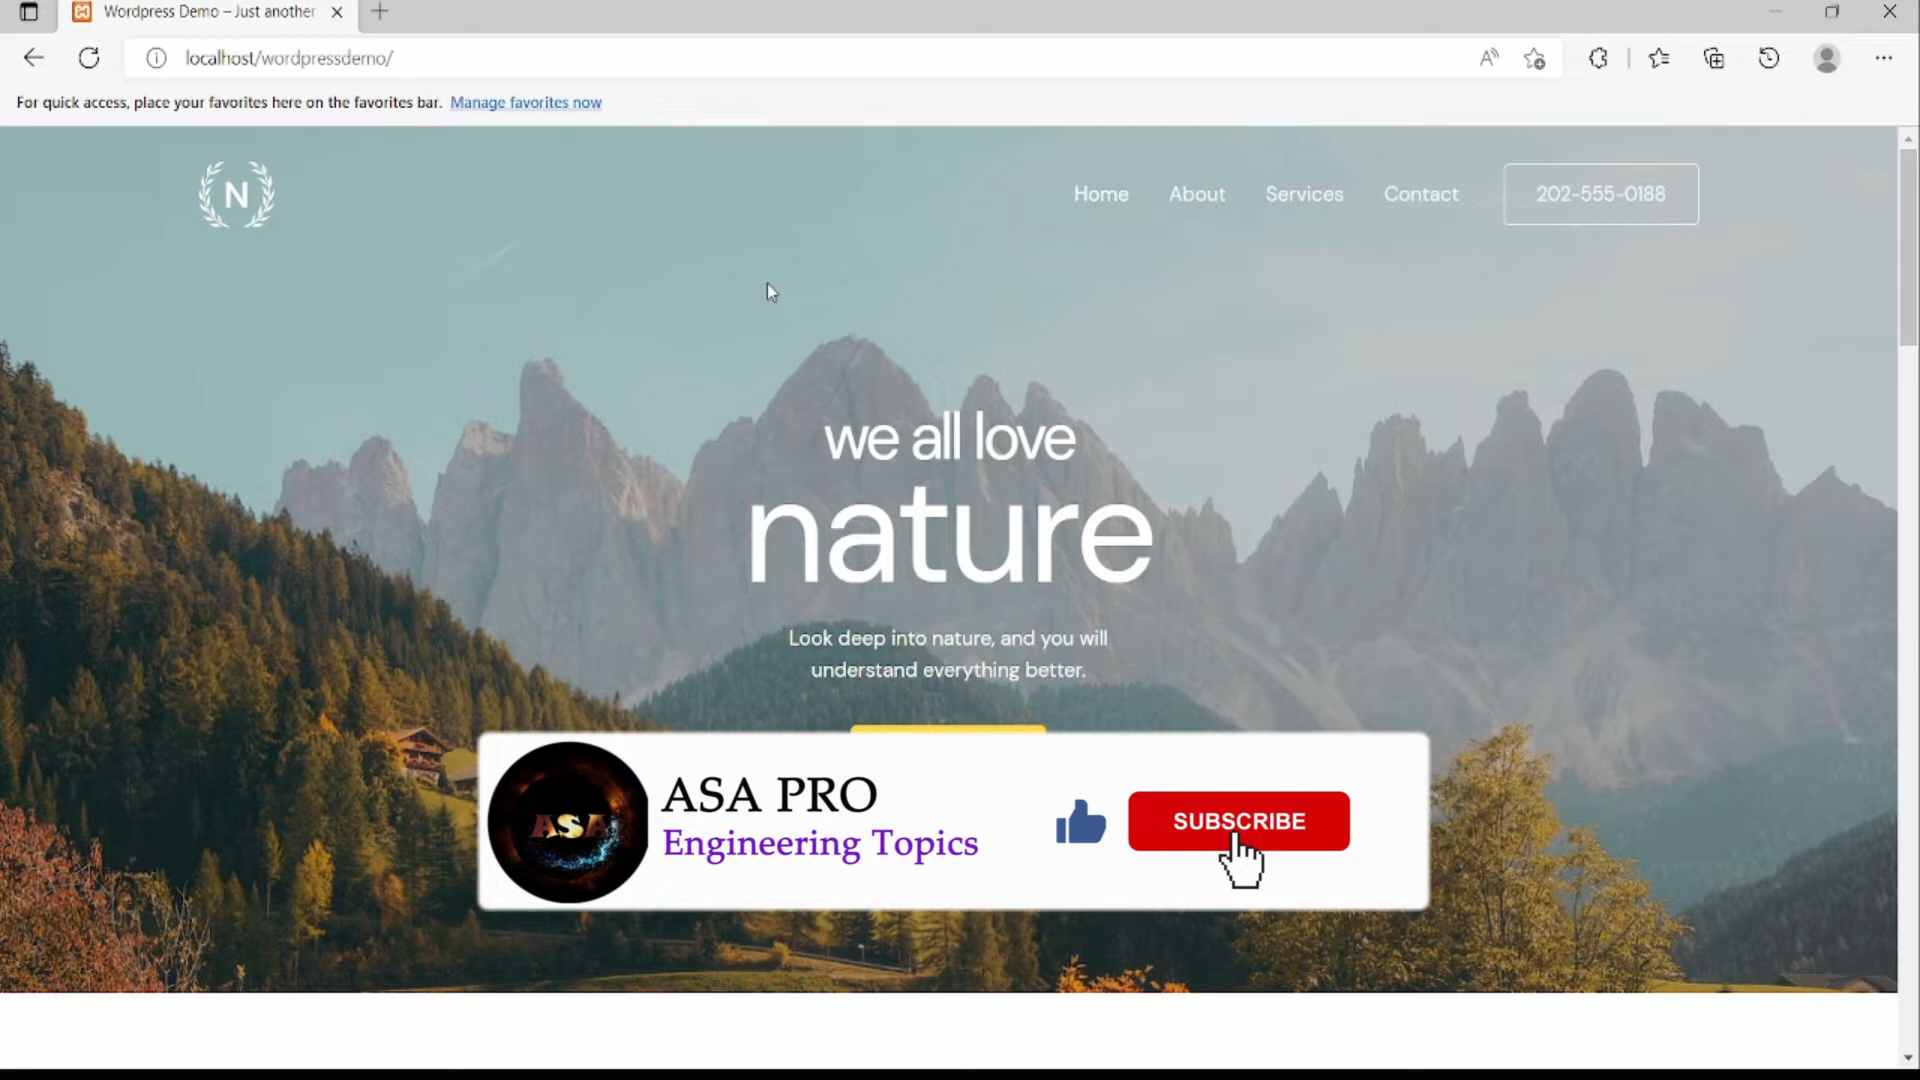 Wordpress Demo – Just another
localhost/wordpressdemo/
For quick access, place your favorites here on the favorites bar. Manage favorites now
N
Home About Services Contact 202-555-0188
we all love
nature
Look deep into nature, and you will
understand everything better.
ASA
ASA PRO
Engineering Topics
SUBSCRIBE